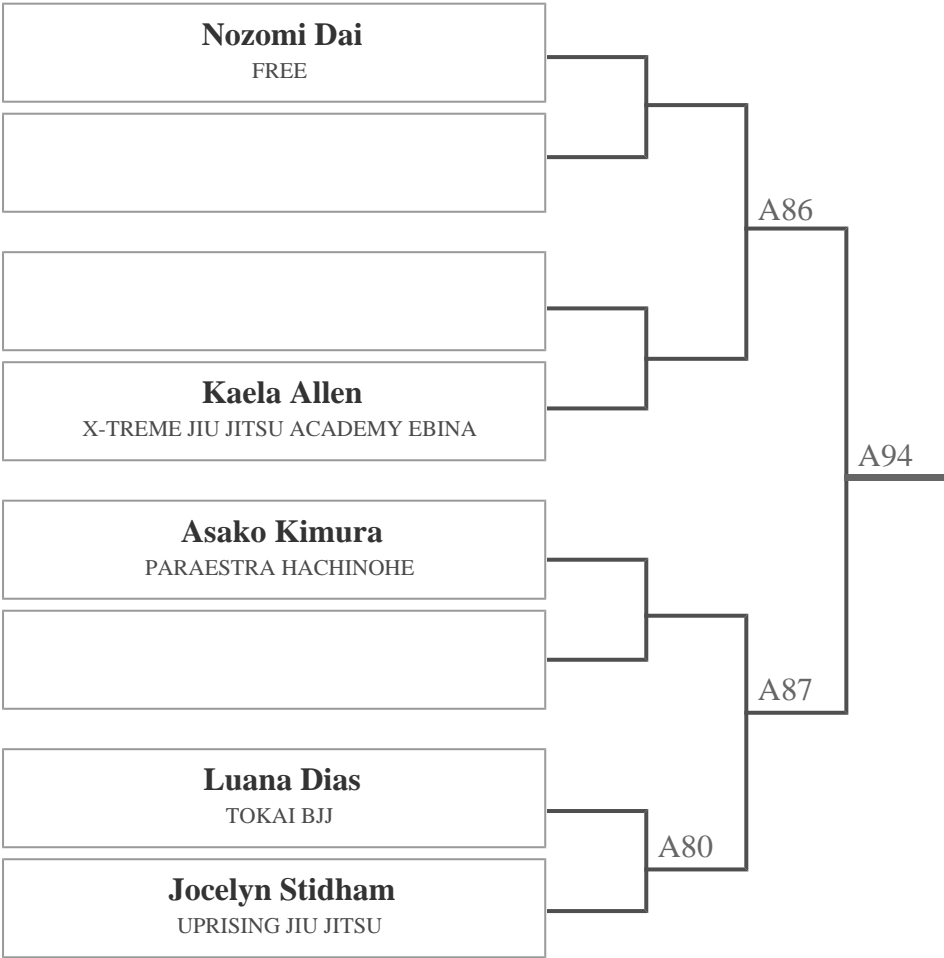 Nozomi Dai
FREE
A86
Kaela Allen
X-TREME JIU JITSU ACADEMY EBINA
A94
Asako Kimura
PARAESTRA HACHINOHE
A87
Luana Dias
TOKAI BJJ
A80
Jocelyn Stidham
UPRISING JIU JITSU